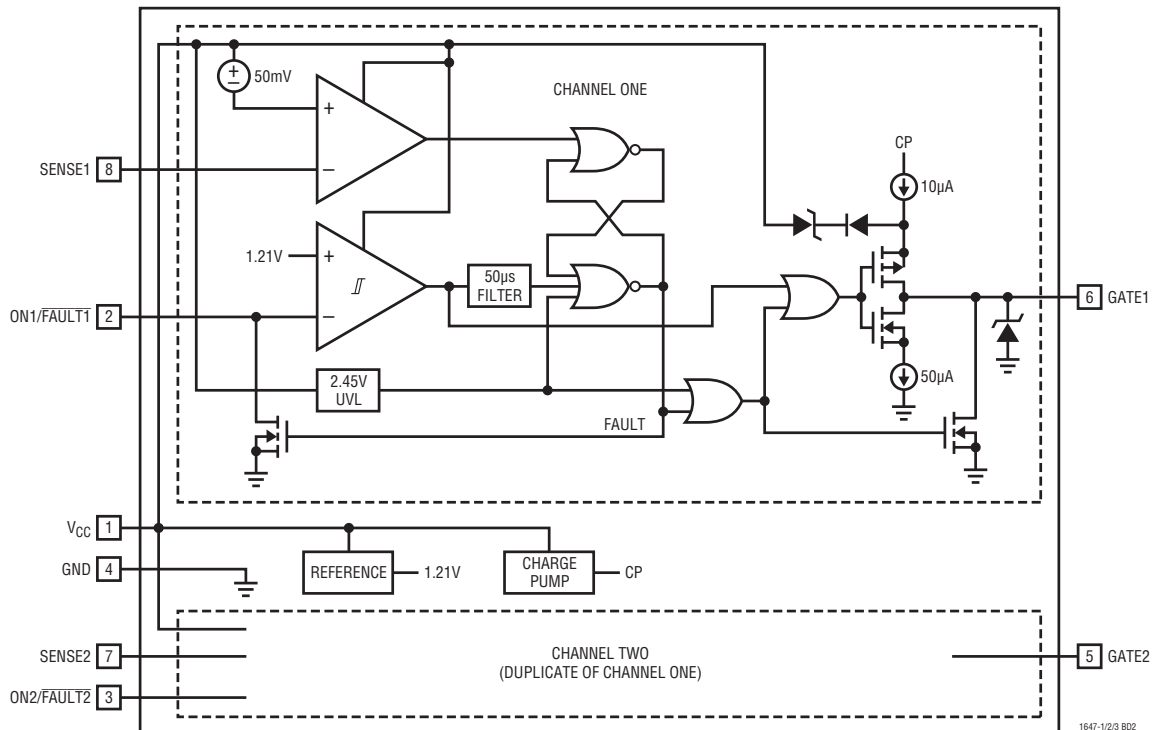 50mV
+
–
CHANNEL ONE
+
–
SENSE1 8
CP
10µA
1.21V
+
–
50µs
FILTER
ON1/F̅A̅U̅L̅T̅1̅ 2
6 GATE1
2.45V
UVL
50µA
FAULT
VCC 1
GND 4
REFERENCE
1.21V
CHARGE
PUMP
CP
SENSE2 7
CHANNEL TWO
(DUPLICATE OF CHANNEL ONE)
5 GATE2
ON2/F̅A̅U̅L̅T̅2̅ 3
1647-1/2/3 BD2